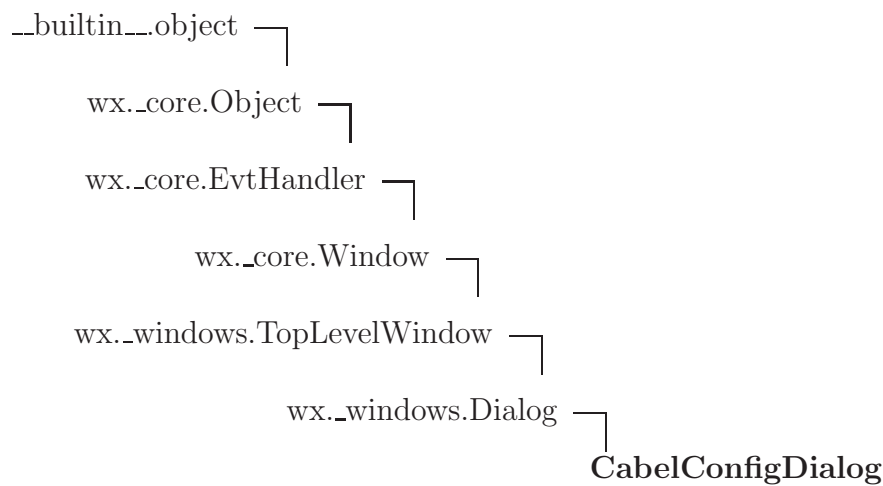 __builtin__.object
wx._core.Object
wx._core.EvtHandler
wx._core.Window
wx._windows.TopLevelWindow
wx._windows.Dialog
CabelConfigDialog